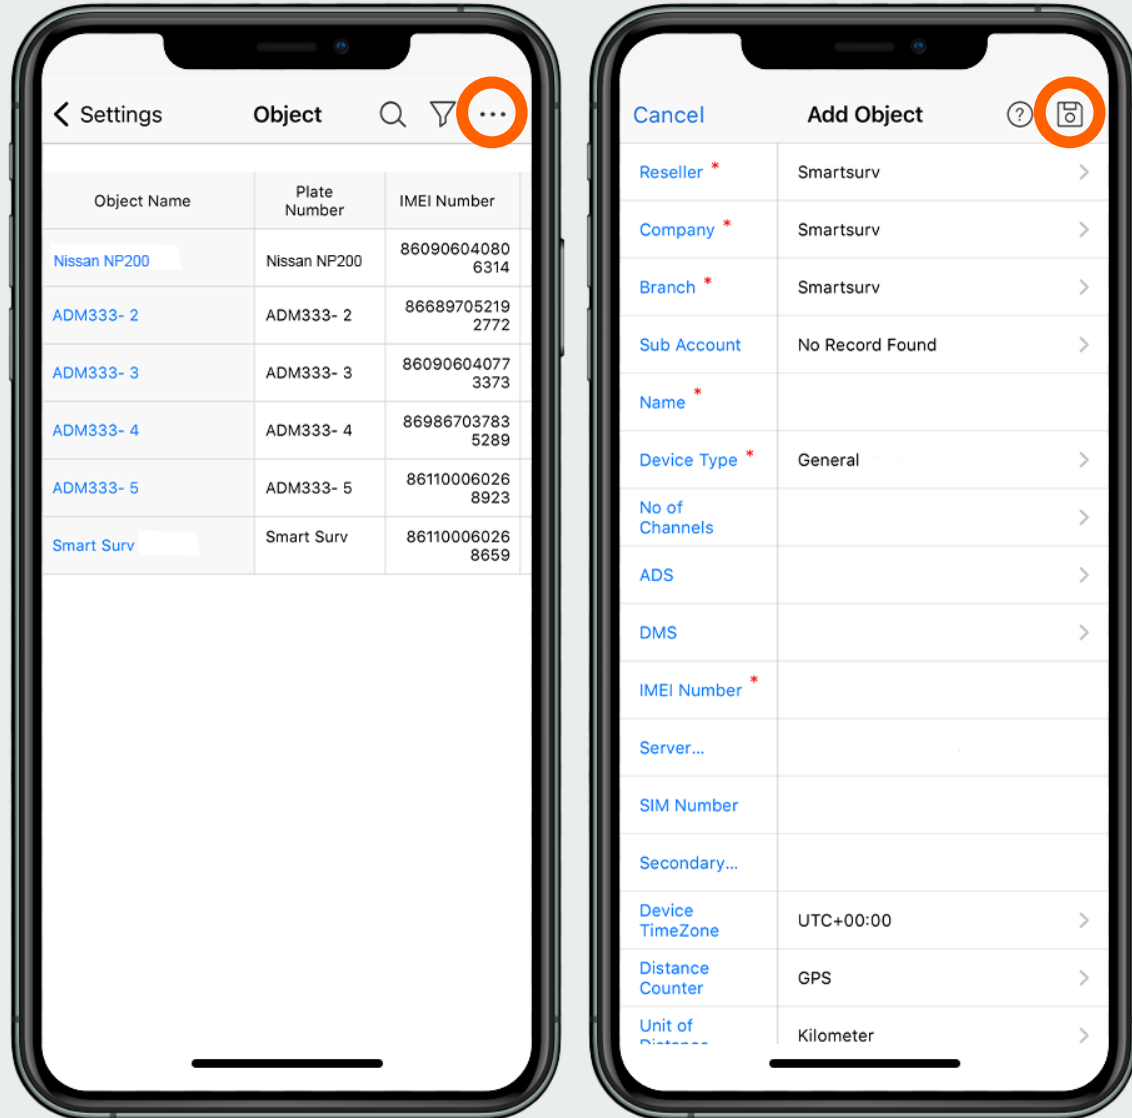 Settings
Object
Object Name
Plate
Number
IMEI Number
Nissan NP200
Nissan NP200
86090604080
6314
ADM333- 2
ADM333- 2
86689705219
2772
ADM333- 3
ADM333- 3
86090604077
3373
ADM333- 4
ADM333- 4
86986703783
5289
ADM333- 5
ADM333- 5
86110006026
8923
Smart Surv
Smart Surv
86110006026
8659
Cancel
Add Object
Reseller *
Smartsurv
Company *
Smartsurv
Branch *
Smartsurv
Sub Account
No Record Found
Name *
Device Type *
General
No of
Channels
ADS
DMS
IMEI Number *
Server...
SIM Number
Secondary...
Device
TimeZone
UTC+00:00
Distance
Counter
GPS
Unit of
Distance
Kilometer